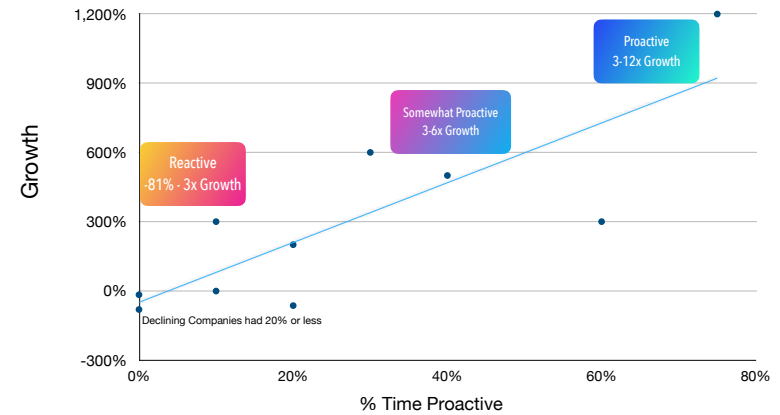 1,200%
900%
600%
300%
0%
-300%
Growth
Proactive
3-12x Growth
Somewhat Proactive
3-6x Growth
Reactive
-81% - 3x Growth
Declining Companies had 20% or less
0%
20%
40%
60%
80%
% Time Proactive